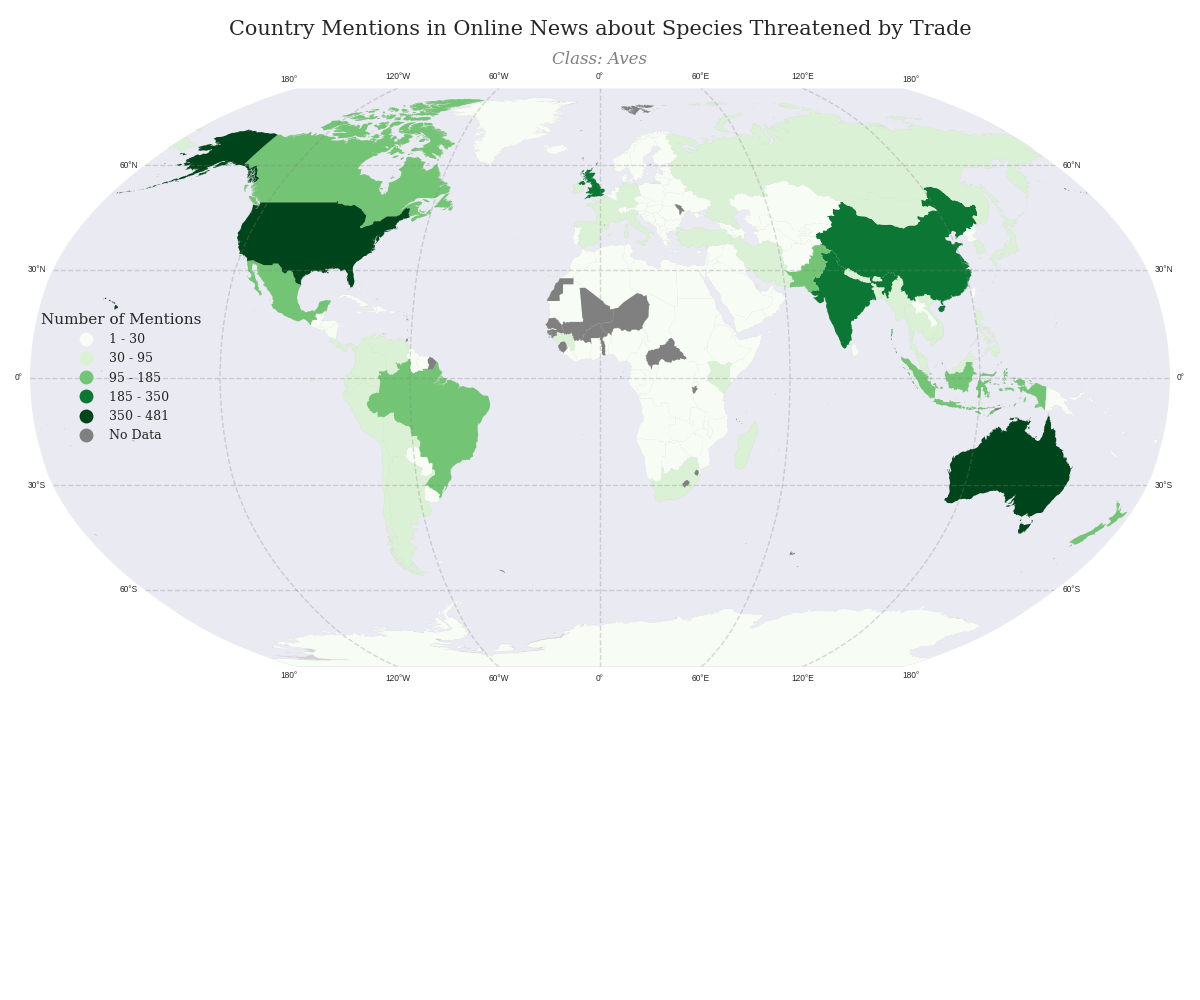 Country Mentions in Online News about Species Threatened by Trade
Class: Aves
180° 120°W 60°W 0° 60°E 120°E 180°
60°N 60°N
30°N 30°N
Number of Mentions
1 - 30
30 - 95
95 - 185
0° 0°
185 - 350
350 - 481
No Data
30°S 30°S
60°S 60°S
180° 120°W 60°W 0° 60°E 120°E 180°